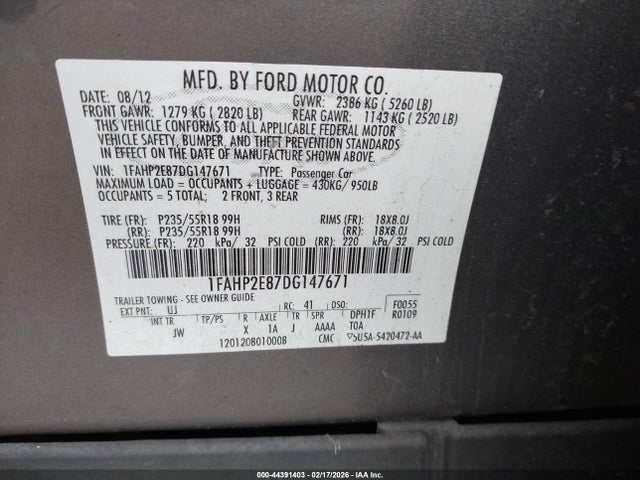 MFD. BY FORD MOTOR CO.
DATE: 08/12 GVWR: 2386 KG ( 5260 LB)
FRONT GAWR: 1279 KG ( 2820 LB) REAR GAWR: 1143 KG ( 2520 LB)
THIS VEHICLE CONFORMS TO ALL APPLICABLE FEDERAL MOTOR
VEHICLE SAFETY, BUMPER, AND THEFT PREVENTION STANDARDS
IN EFFECT ON THE DATE OF MANUFACTURE SHOWN ABOVE.
VIN: 1FAHP2E87DG147671 TYPE: Passenger Car
MAXIMUM LOAD = OCCUPANTS + LUGGAGE = 430KG/ 950LB
OCCUPANTS = 5 TOTAL; 2 FRONT, 3 REAR
TIRE (FR): P235/55R18 99H RIMS (FR): 18X8.0J
(RR): P235/55R18 99H (RR): 18X8.0J
PRESSURE (FR): 220 kPa/ 32 PSI COLD (RR): 220 kPa/ 32 PSI COLD
1FAHP2E87DG147671
TRAILER TOWING - SEE OWNER GUIDE
EXT PNT: UJ RC: 41 DSO: F0055
INT TR TP/PS R AXLE TR SPR DPH1F R0109
JW X 1A J AAAA TOA
1201208010008 CMC 5U5A-5420472-AA
000-44391403 - 02/17/2026 - IAA Inc.